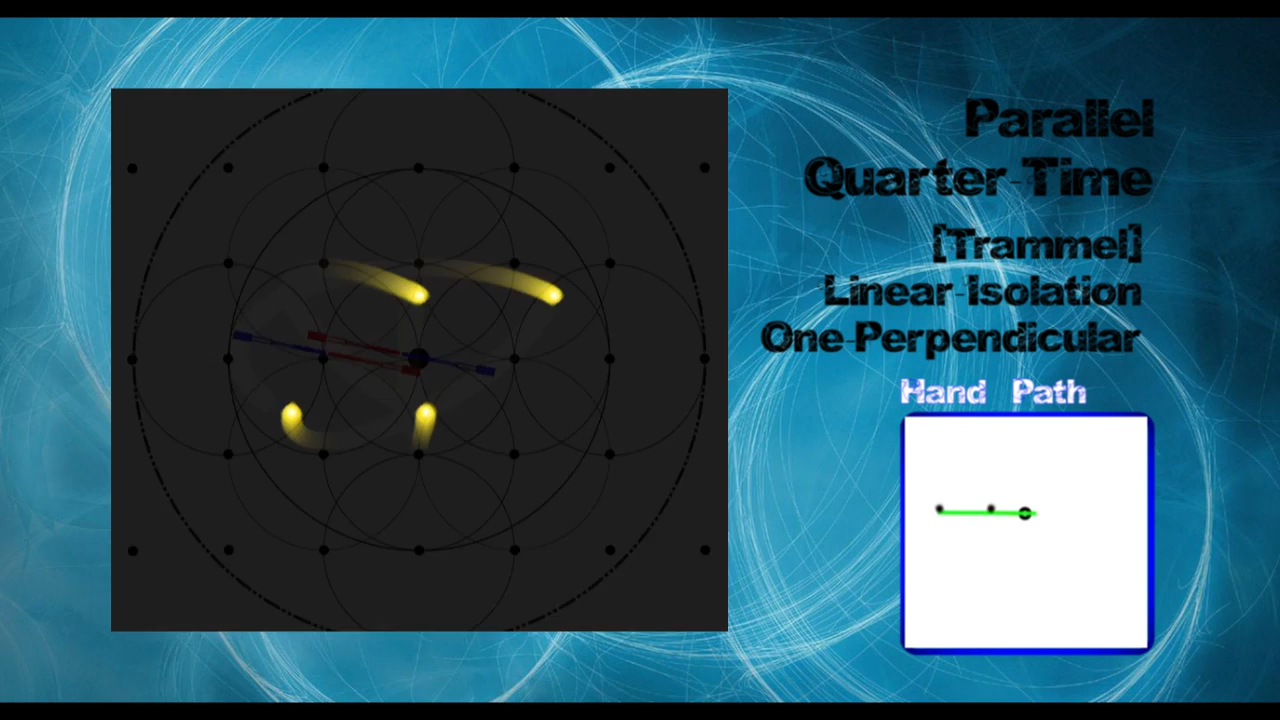 Parallel
Quarter-Time
[Trammel]
Linear-Isolation
One-Perpendicular
Hand Path